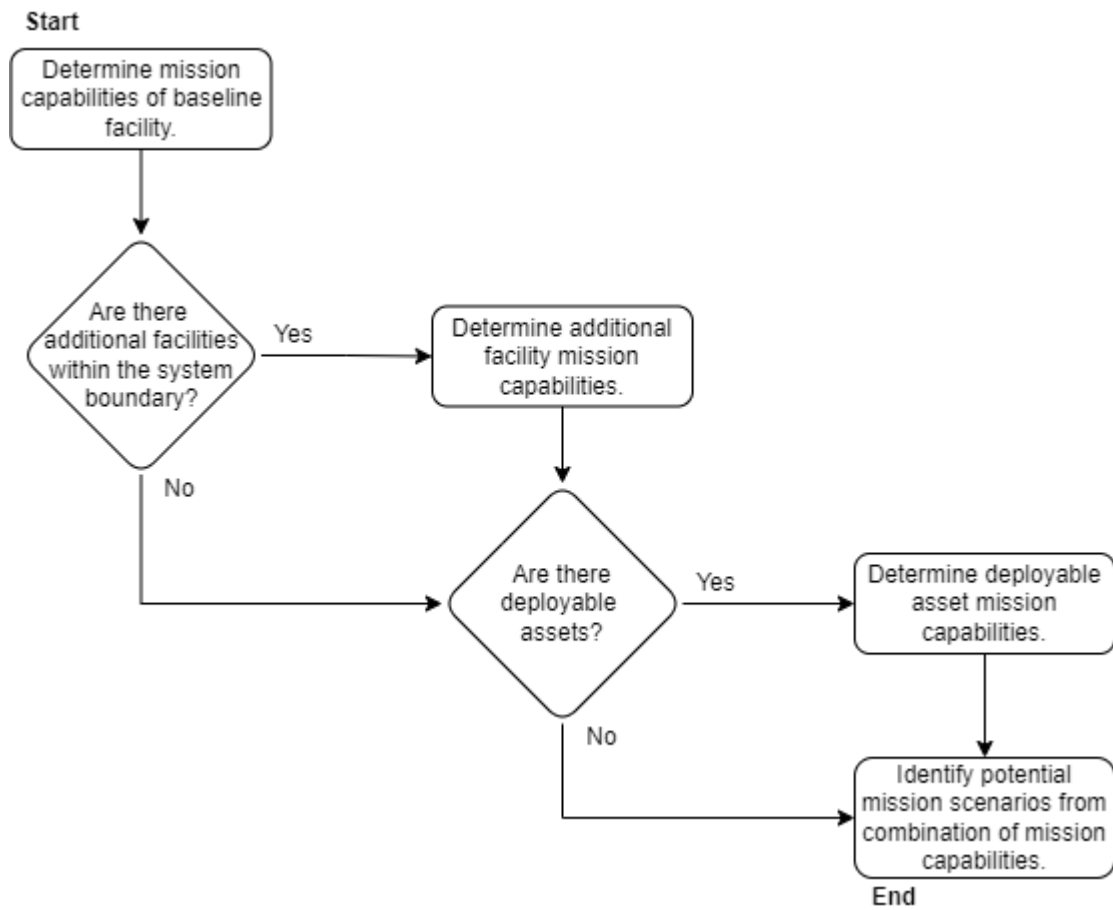 Start
Determine mission
capabilities of baseline
facility.
Are there
additional facilities
within the system
boundary?
Yes
No
Determine additional
facility mission
capabilities.
Are there
deployable
assets?
Yes
No
Determine deployable
asset mission
capabilities.
Identify potential
mission scenarios from
combination of mission
capabilities.
End